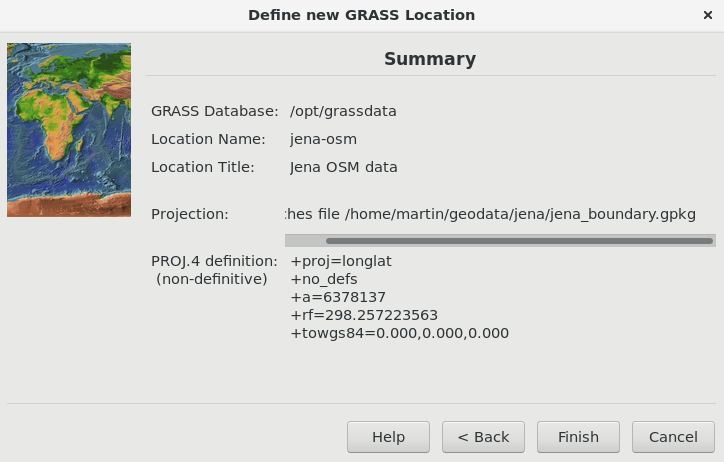 Define new GRASS Location
Summary
GRASS Database: /opt/grassdata
Location Name: jena-osm
Location Title: Jena OSM data
Projection: file /home/martin/geodata/jena/jena_boundary.gpkg
PROJ.4 definition: +proj=longlat
(non-definitive) +no_defs
+a=6378137
+rf=298.257223563
+towgs84=0.000,0.000,0.000
Help < Back Finish Cancel